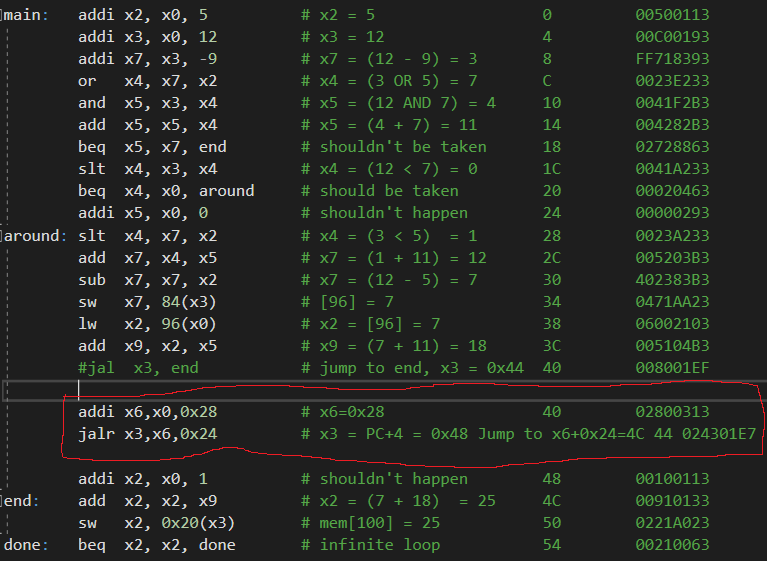 main: addi x2, x0, 5 # x2 = 5 0 00500113
addi x3, x0, 12 # x3 = 12 4 00C00193
addi x7, x3, -9 # x7 = (12 - 9) = 3 8 FF718393
or x4, x7, x2 # x4 = (3 OR 5) = 7 C 0023E233
and x5, x3, x4 # x5 = (12 AND 7) = 4 10 0041F2B3
add x5, x5, x4 # x5 = (4 + 7) = 11 14 004282B3
beq x5, x7, end # shouldn't be taken 18 02728863
slt x4, x3, x4 # x4 = (12 < 7) = 0 1C 0041A233
beq x4, x0, around # should be taken 20 00020463
addi x5, x0, 0 # shouldn't happen 24 00000293
around: slt x4, x7, x2 # x4 = (3 < 5) = 1 28 0023A233
add x7, x4, x5 # x7 = (1 + 11) = 12 2C 005203B3
sub x7, x7, x2 # x7 = (12 - 5) = 7 30 402383B3
sw x7, 84(x3) # [96] = 7 34 0471AA23
lw x2, 96(x0) # x2 = [96] = 7 38 06002103
add x9, x2, x5 # x9 = (7 + 11) = 18 3C 005104B3
#jal x3, end # jump to end, x3 = 0x44 40 008001EF
addi x6,x0,0x28 # x6=0x28 40 02800313
jalr x3,x6,0x24 # x3 = PC+4 = 0x48 Jump to x6+0x24=4C 44 024301E7
addi x2, x0, 1 # shouldn't happen 48 00100113
end: add x2, x2, x9 # x2 = (7 + 18) = 25 4C 00910133
sw x2, 0x20(x3) # mem[100] = 25 50 0221A023
done: beq x2, x2, done # infinite loop 54 00210063